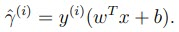 γ̂⁽ⁱ⁾ = y⁽ⁱ⁾(wᵀx + b).